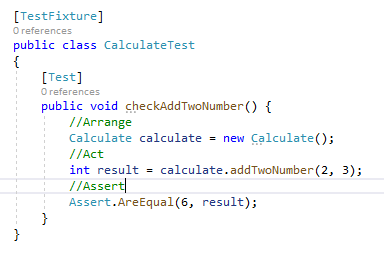 [TestFixture]
0 references
public class CalculateTest
{
[Test]
0 references
public void checkAddTwoNumber() {
//Arrange
Calculate calculate = new Calculate();
//Act
int result = calculate.addTwoNumber(2, 3);
//Assert
Assert.AreEqual(6, result);
}
}